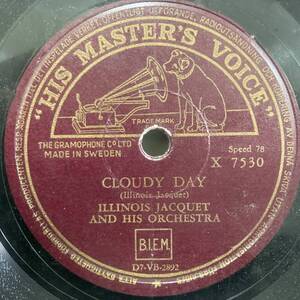 "HIS MASTER'S VOICE"
TRADE MARK
THE GRAMOPHONE Co LTD
MADE IN SWEDEN
Speed 78
X 7530
CLOUDY DAY
(Illinois Jacquet)
ILLINOIS JACQUET
AND HIS ORCHESTRA
B.I.E.M.
D7-VB-2892